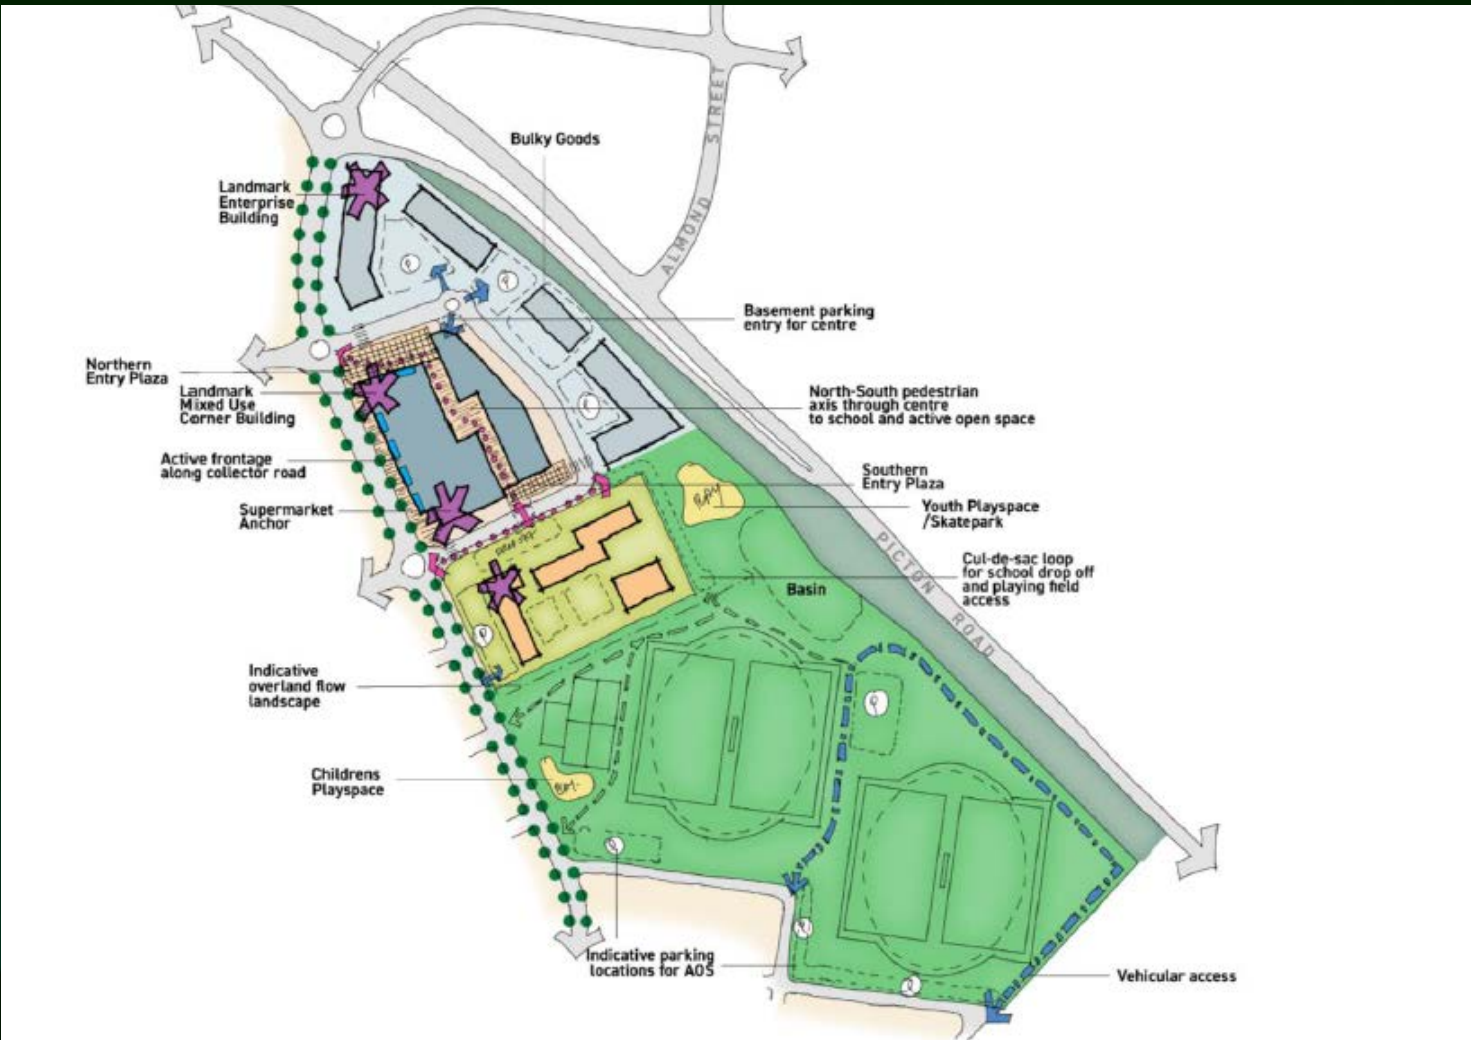 ALMOND STREET
Bulky Goods
Landmark
Enterprise
Building
P
P
Basement parking
entry for centre
Northern
Entry Plaza
Landmark
Mixed Use
Corner Building
North-South pedestrian
axis through centre
to school and active open space
P
Active frontage
along collector road
Southern
Entry Plaza
Supermarket
Anchor
Youth Playspace
/Skatepark
PICTON ROAD
Cul-de-sac loop
for school drop off
and playing field
access
Basin
P
Indicative
overland flow
landscape
P
Childrens
Playspace
P
P
Indicative parking
locations for AOS
P
Vehicular access